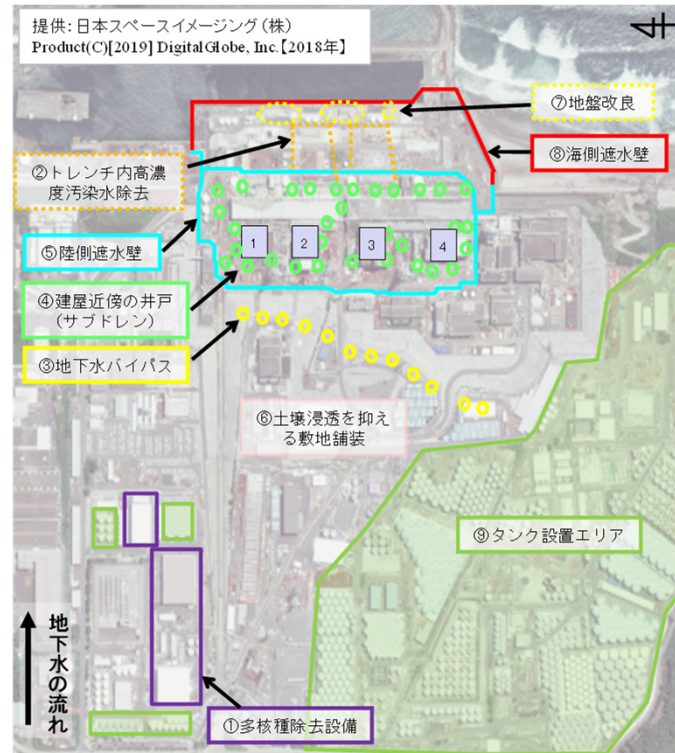 提供:日本スペースイメージング(株)
Product(C)[2019] DigitalGlobe, Inc.【2018年】
⑦地盤改良
⑧海側遮水壁
②トレンチ内高濃
度汚染水除去
⑤陸側遮水壁
1
2
3
4
④建屋近傍の井戸
(サブドレン)
③地下水バイパス
⑥土壌浸透を抑え
る敷地舗装
⑨タンク設置エリア
地下水の流れ
①多核種除去設備